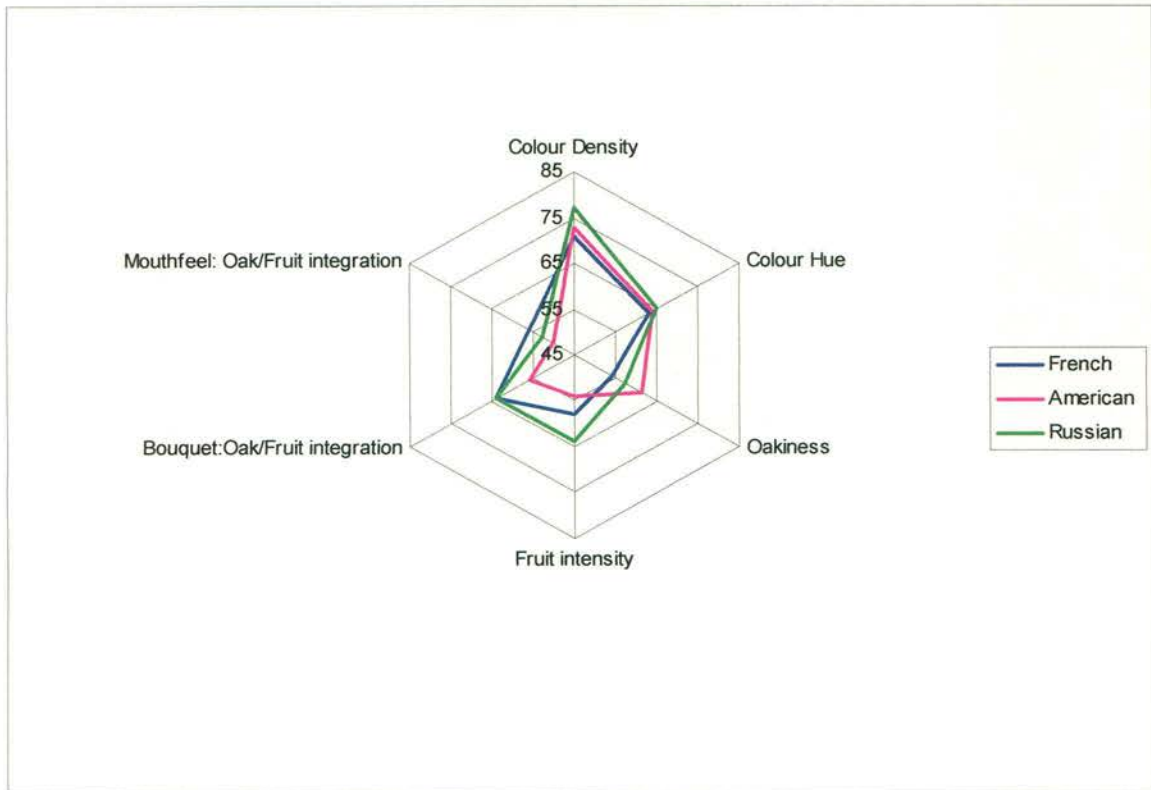 Colour Density
85
75
65
55
45
Mouthfeel: Oak/Fruit integration
Colour Hue
Bouquet:Oak/Fruit integration
Oakiness
Fruit intensity
French
American
Russian